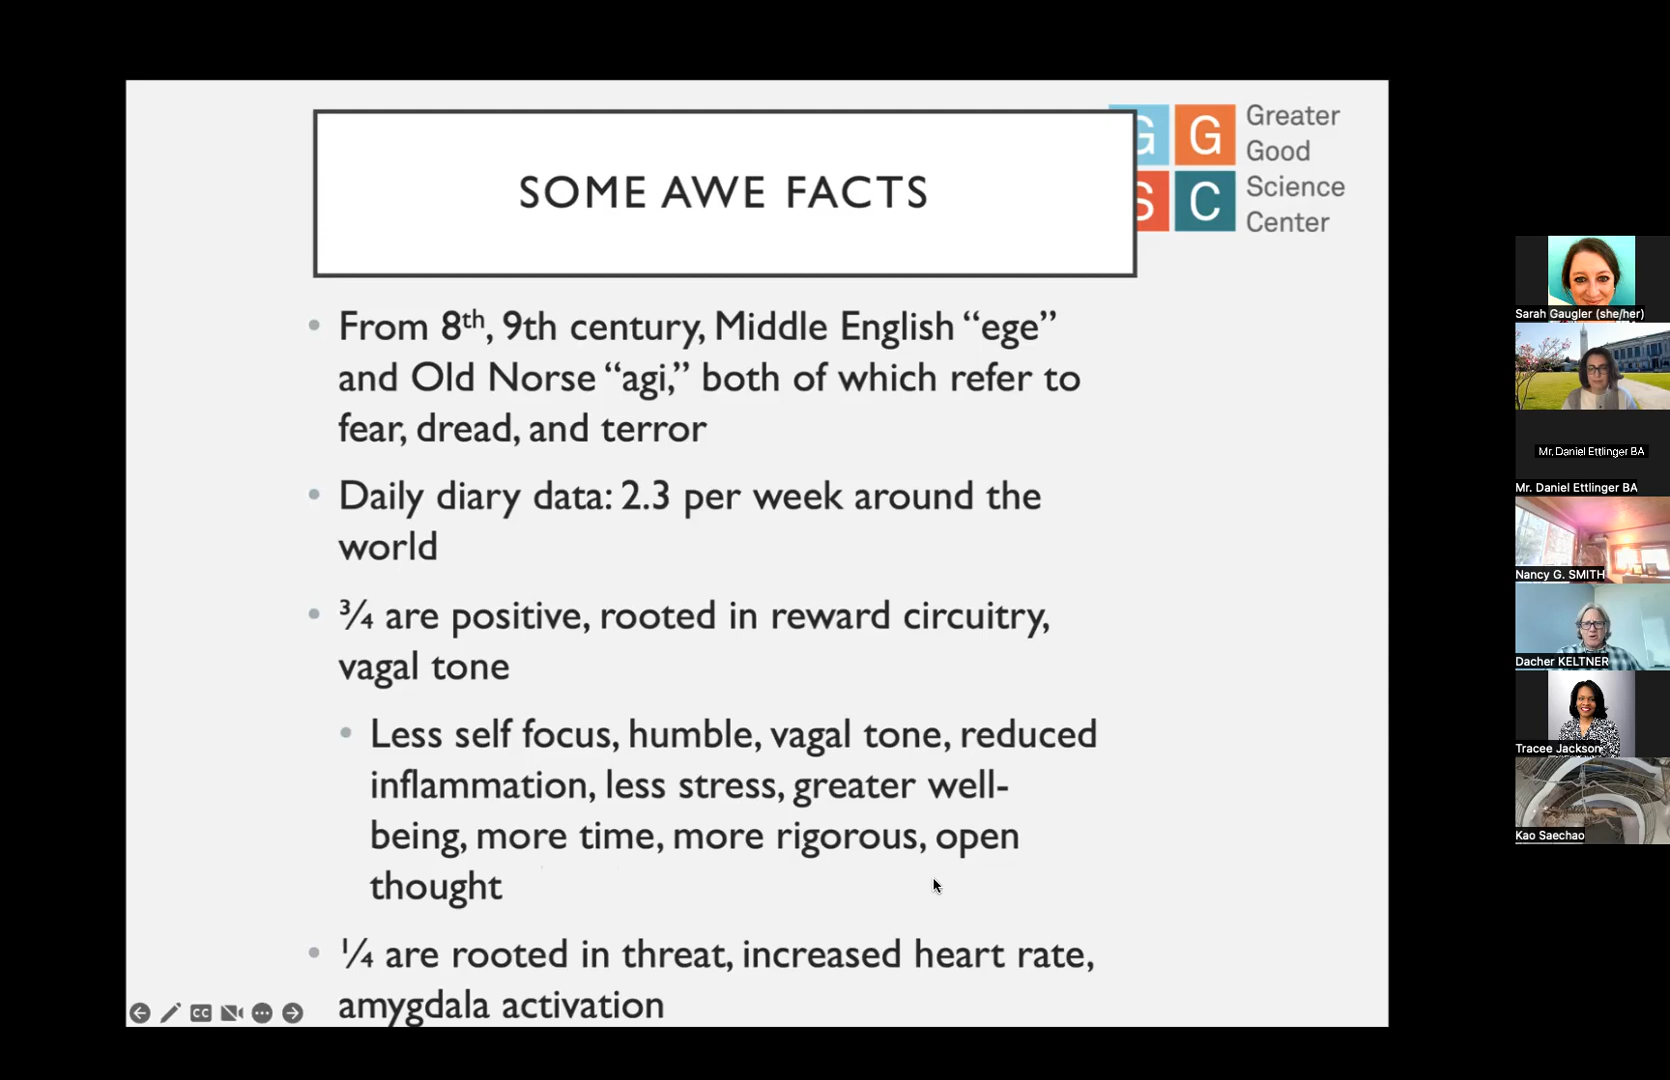 SOME AWE FACTS
G G
S C
Greater
Good
Science
Center
• From 8th, 9th century, Middle English “ege”
and Old Norse “agi,” both of which refer to
fear, dread, and terror
• Daily diary data: 2.3 per week around the
world
• ¾ are positive, rooted in reward circuitry,
vagal tone
• Less self focus, humble, vagal tone, reduced
inflammation, less stress, greater well-
being, more time, more rigorous, open
thought
• ¼ are rooted in threat, increased heart rate,
amygdala activation
CC
Sarah Gaugler (she/her)
Mr. Daniel Ettlinger BA
Mr. Daniel Ettlinger BA
Nancy G. SMITH
Dacher KELTNER
Tracee Jackson
Kao Saechao